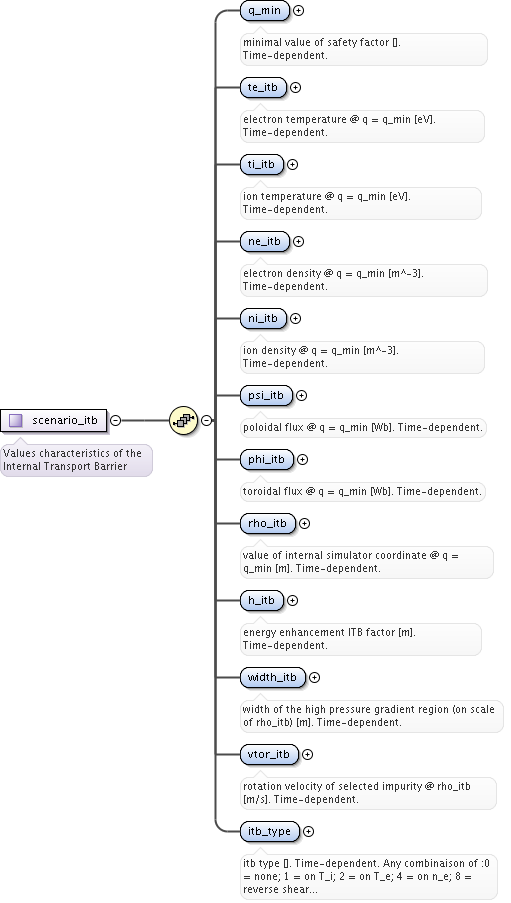 q_min
minimal value of safety factor [].
Time-dependent.
te_itb
electron temperature @ q = q_min [eV].
Time-dependent.
ti_itb
ion temperature @ q = q_min [eV].
Time-dependent.
ne_itb
electron density @ q = q_min [m^-3].
Time-dependent.
ni_itb
ion density @ q = q_min [m^-3].
Time-dependent.
psi_itb
poloidal flux @ q = q_min [Wb]. Time-dependent.
scenario_itb
Values characteristics of the
Internal Transport Barrier
phi_itb
toroidal flux @ q = q_min [Wb]. Time-dependent.
rho_itb
value of internal simulator coordinate @ q =
q_min [m]. Time-dependent.
h_itb
energy enhancement ITB factor [m].
Time-dependent.
width_itb
width of the high pressure gradient region (on scale
of rho_itb) [m]. Time-dependent.
vtor_itb
rotation velocity of selected impurity @ rho_itb
[m/s]. Time-dependent.
itb_type
itb type []. Time-dependent. Any combinaison of :0
= none; 1 = on T_i; 2 = on T_e; 4 = on n_e; 8 =
reverse shear...